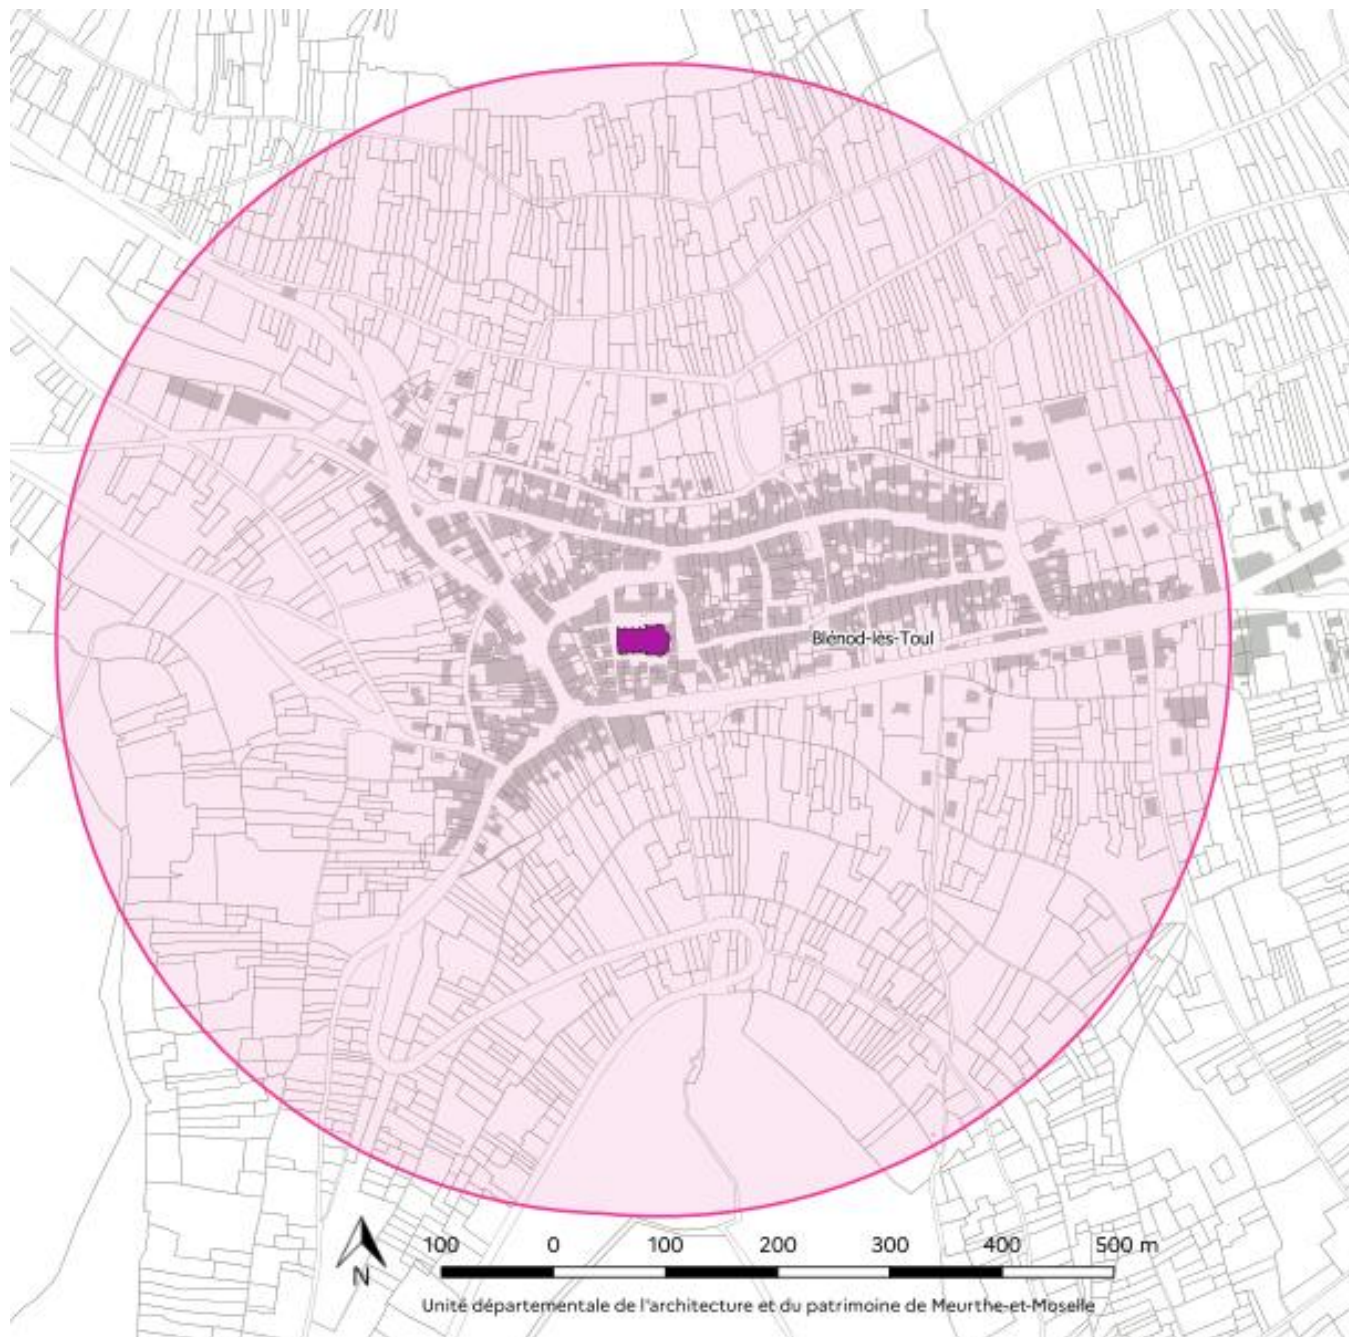 Blénod-lès-Toul
100 0 100 200 300 400 500 m
N
Unité départementale de l'architecture et du patrimoine de Meurthe-et-Moselle